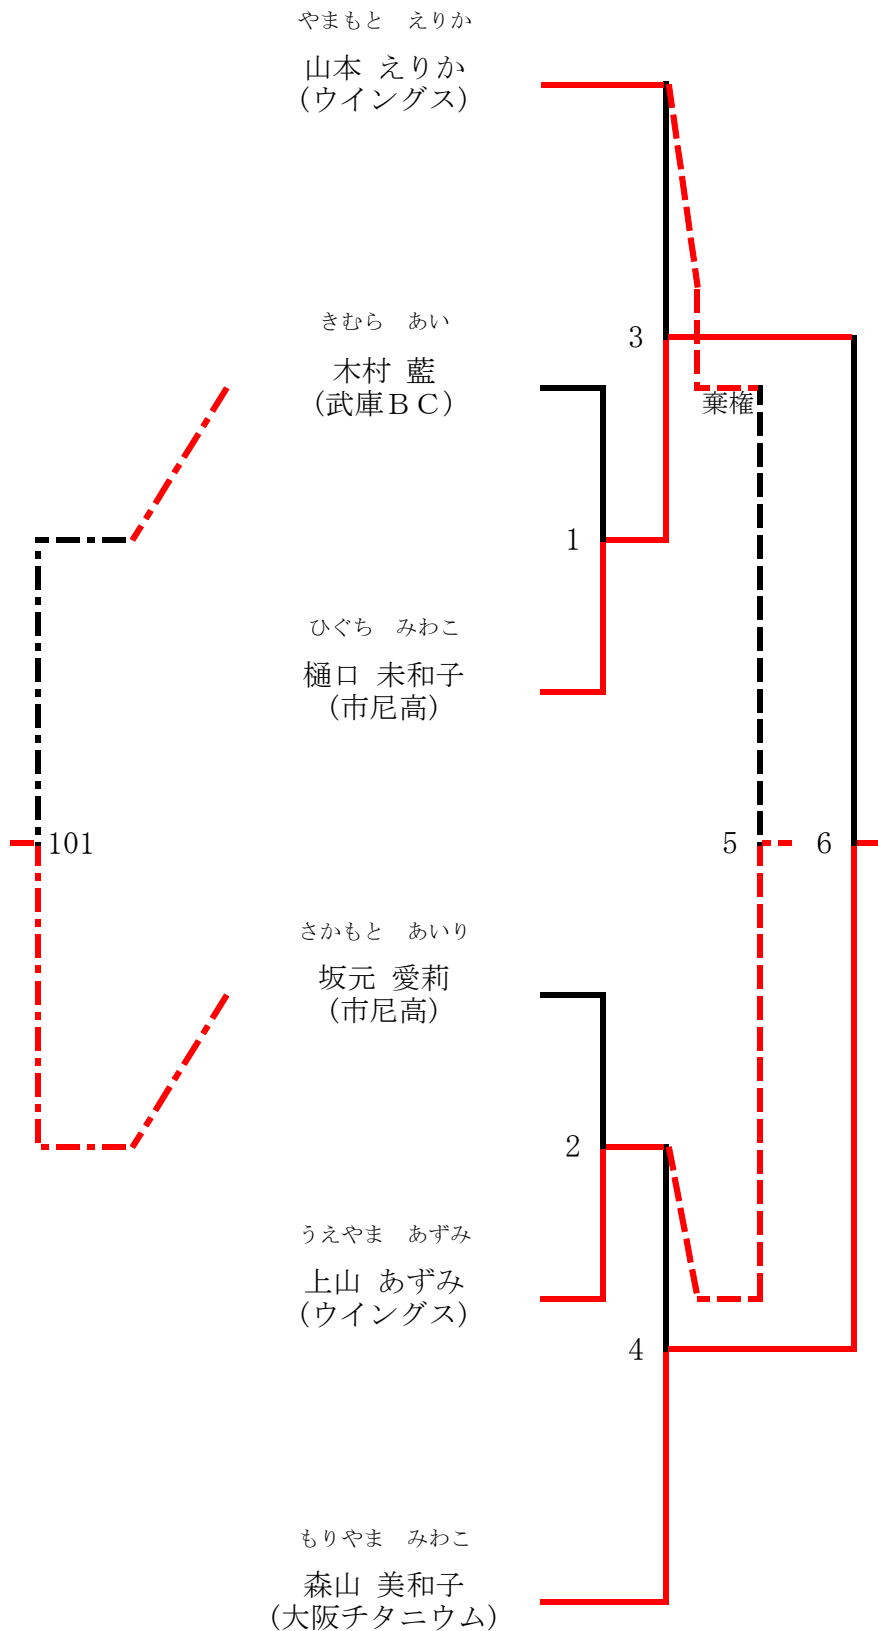 やまもと　えりか
山本 えりか
(ウイングス)
3
きむら　あい
木村 藍
(武庫ＢＣ)
棄権
1
ひぐち　みわこ
樋口 未和子
(市尼高)
101
5
6
さかもと　あいり
坂元 愛莉
(市尼高)
2
うえやま　あずみ
上山 あずみ
(ウイングス)
4
もりやま　みわこ
森山 美和子
(大阪チタニウム)